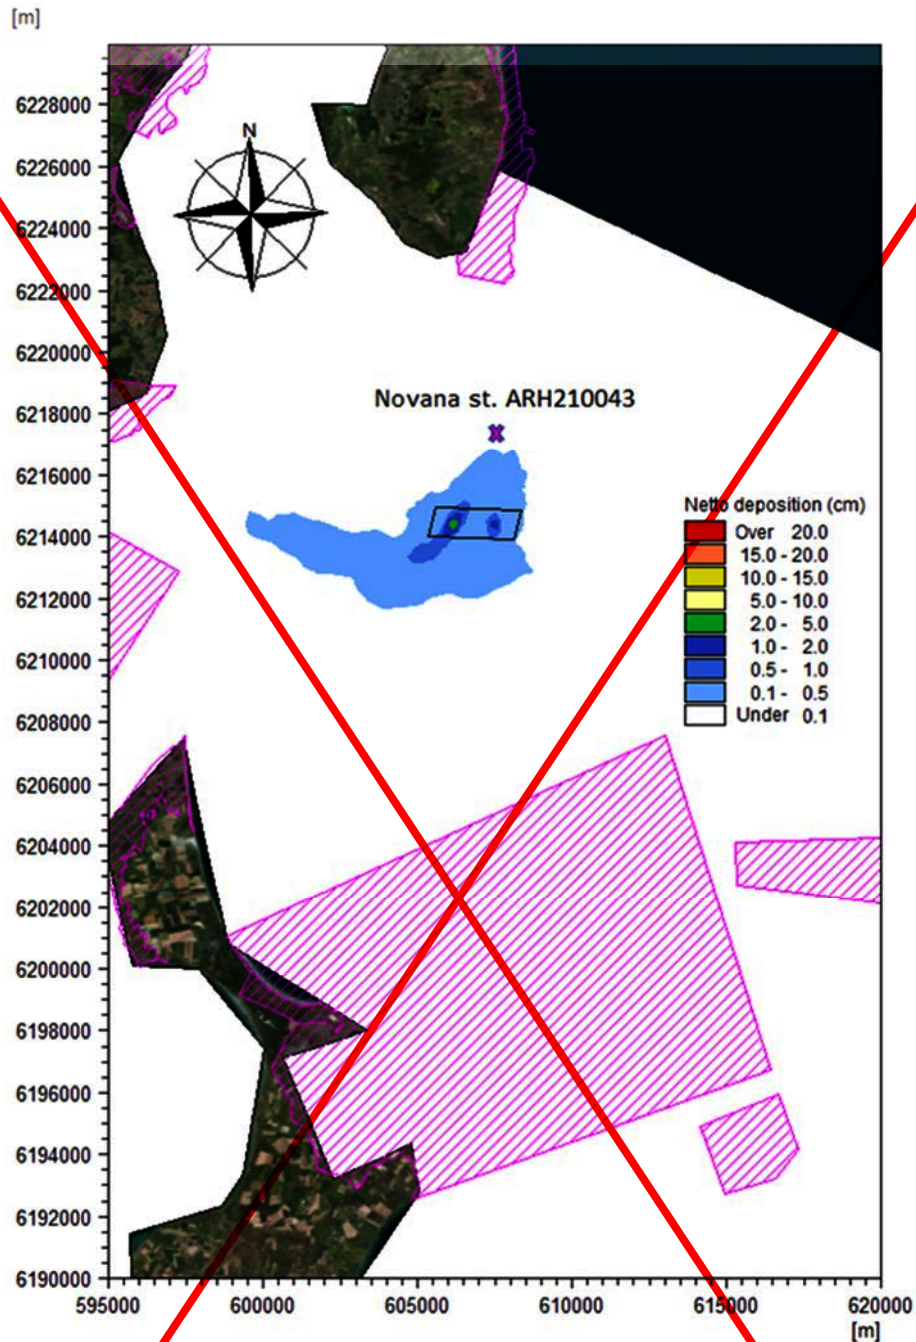 [m]
6228000
N
6226000
6224000
6222000
6220000
Novana st. ARH210043
6218000
6216000
Netto deposition (cm)
Over 20.0
15.0 - 20.0
10.0 - 15.0
5.0 - 10.0
2.0 - 5.0
1.0 - 2.0
0.5 - 1.0
0.1 - 0.5
Under 0.1
6214000
6212000
6210000
6208000
6206000
6204000
6202000
6200000
6198000
6196000
6194000
6192000
6190000
595000 600000 605000 610000 615000 620000
[m]